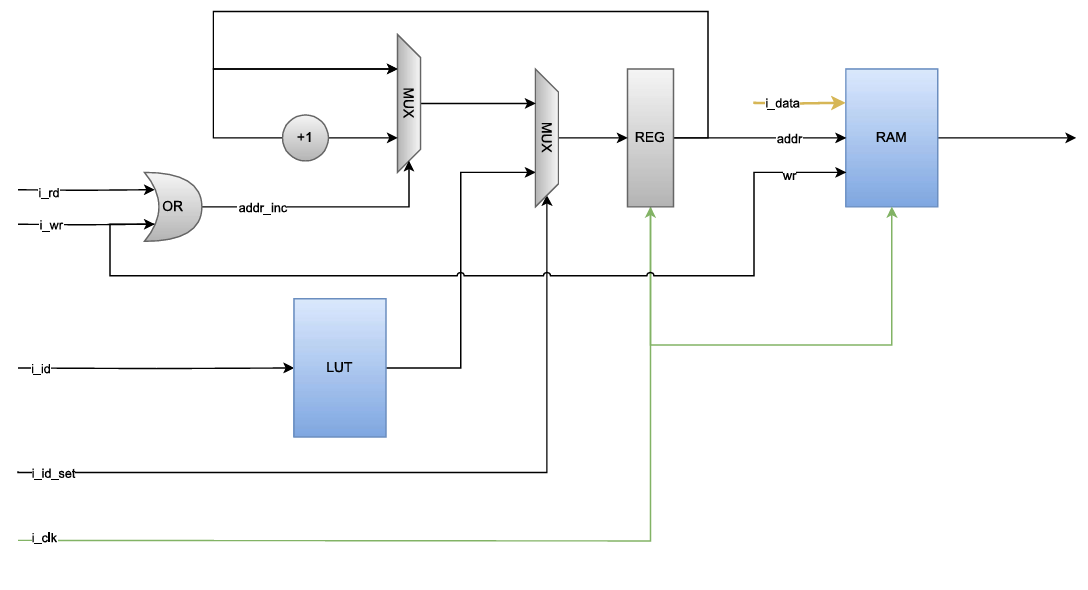 MUX
i_data
+1
MUX
REG
addr
RAM
wr
i_rd
OR
addr_inc
i_wr
LUT
i_id
i_id_set
i_clk